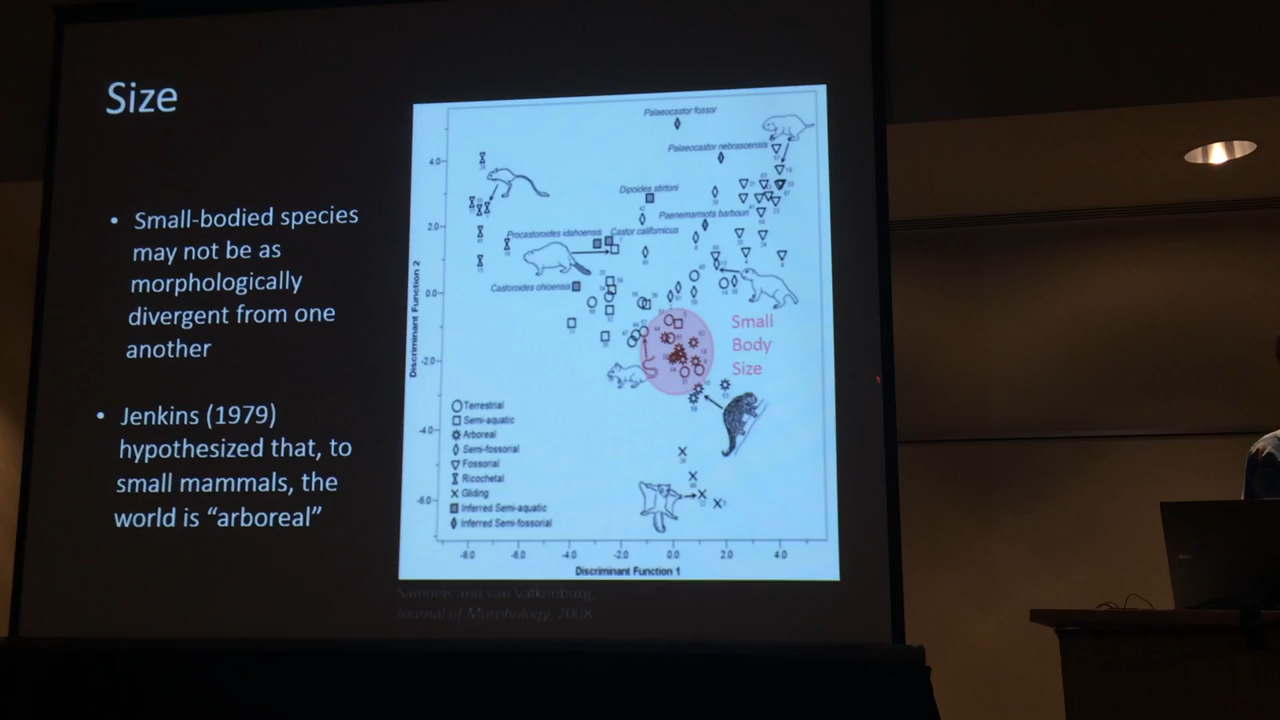 Size
• Small-bodied species
may not be as
morphologically
divergent from one
another
• Jenkins (1979)
hypothesized that, to
small mammals, the
world is “arboreal”
Palaeocastor fossor
Palaeocastor nebrascensis
Dipoides stirtoni
Paenemarmota barbouri
Procastoroides idahoensis
Castor californicus
Castoroides ohioensis
Small
Body
Size
Discriminant Function 2
4.0
2.0
0.0
-2.0
-4.0
-6.0
Terrestrial
Semi-aquatic
Arboreal
Semi-fossorial
Fossorial
Ricochetal
Gliding
Inferred Semi-aquatic
Inferred Semi-fossorial
-8.0 -6.0 -4.0 -2.0 0.0 2.0 4.0
Discriminant Function 1
Samuels and van Valkenburg,
Journal of Morphology, 2008